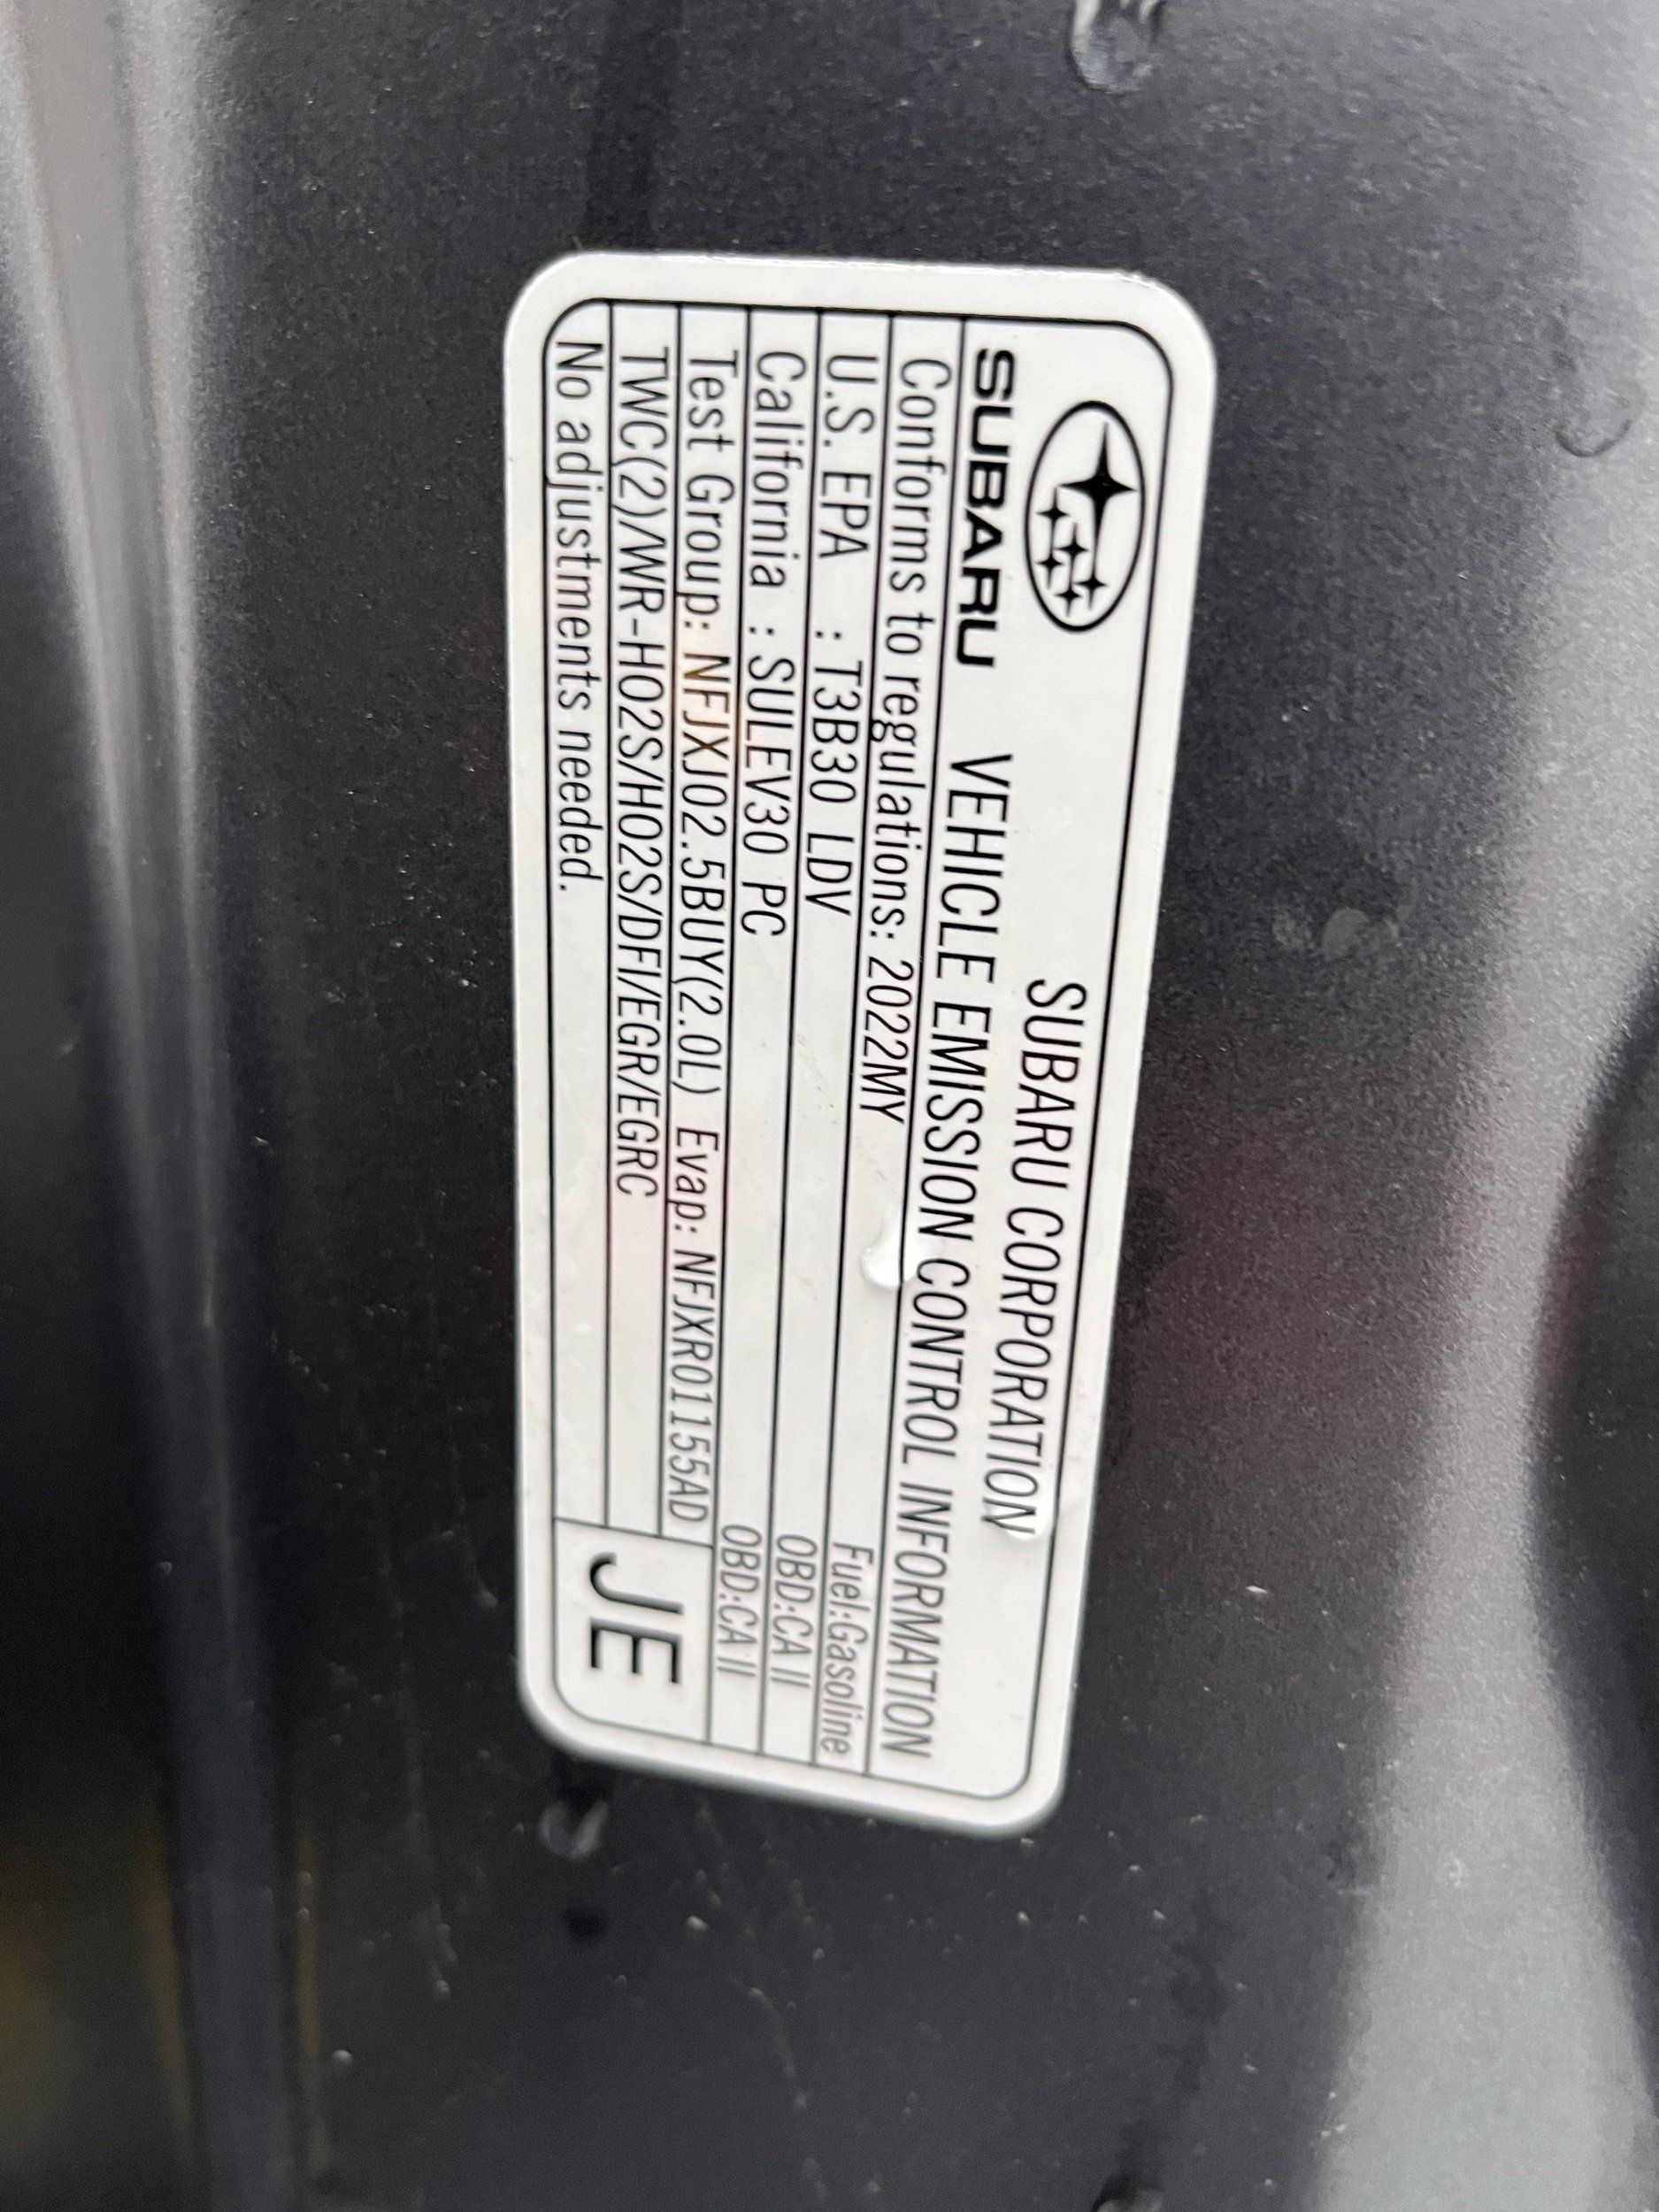 SUBARU CORPORATION
SUBARU VEHICLE EMISSION CONTROL INFORMATION
Conforms to regulations: 2022MY Fuel:Gasoline
U.S. EPA : T3B30 LDV OBD:CA II
California : SULEV30 PC OBD:CA II
Test Group: NFJXJ02.5BUY(2.0L) Evap: NFJXR01155AD
TWC(2)/WR-HO2S/HO2S/DFI/EGR/EGRC
No adjustments needed.
JE